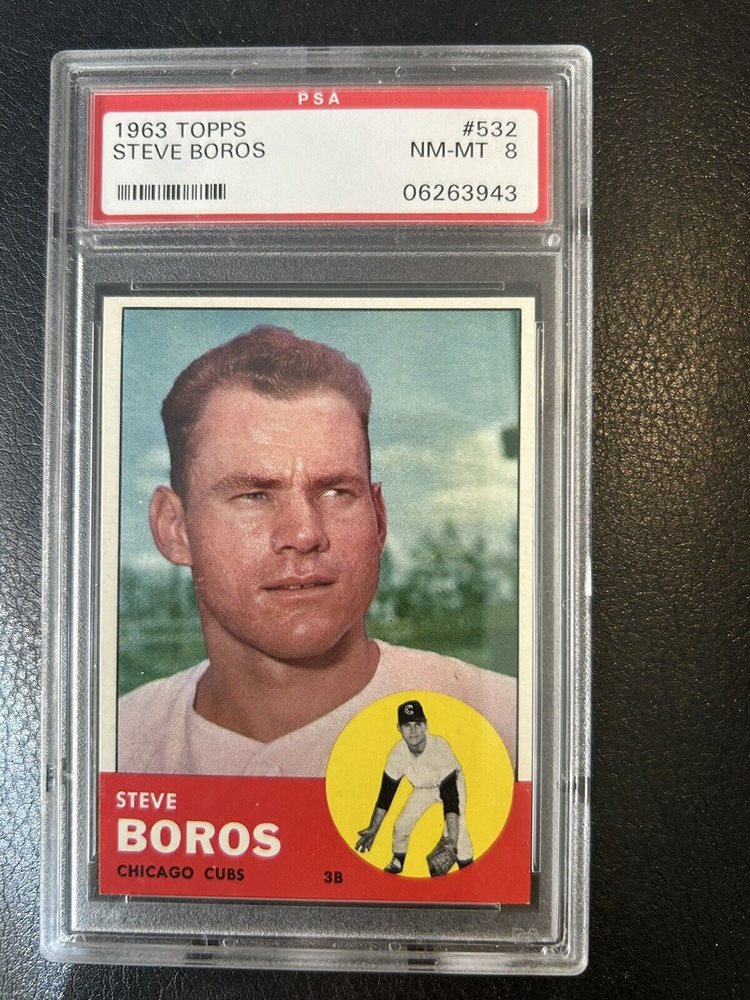 PSA
1963 TOPPS #532
STEVE BOROS NM-MT 8
06263943
C
STEVE
BOROS
CHICAGO CUBS 3B